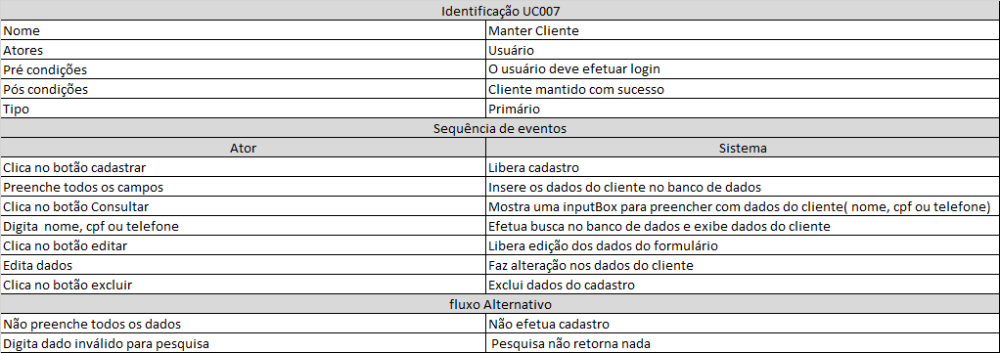 Identificação UC007
Nome Manter Cliente
Atores Usuário
Pré condições O usuário deve efetuar login
Pós condições Cliente mantido com sucesso
Tipo Primário
Sequência de eventos
Ator Sistema
Clica no botão cadastrar Libera cadastro
Preenche todos os campos Insere os dados do cliente no banco de dados
Clica no botão Consultar Mostra uma inputBox para preencher com dados do cliente( nome, cpf ou telefone)
Digita nome, cpf ou telefone Efetua busca no banco de dados e exibe dados do cliente
Clica no botão editar Libera edição dos dados do formulário
Edita dados Faz alteração nos dados do cliente
Clica no botão excluir Exclui dados do cadastro
fluxo Alternativo
Não preenche todos os dados Não efetua cadastro
Digita dado inválido para pesquisa Pesquisa não retorna nada